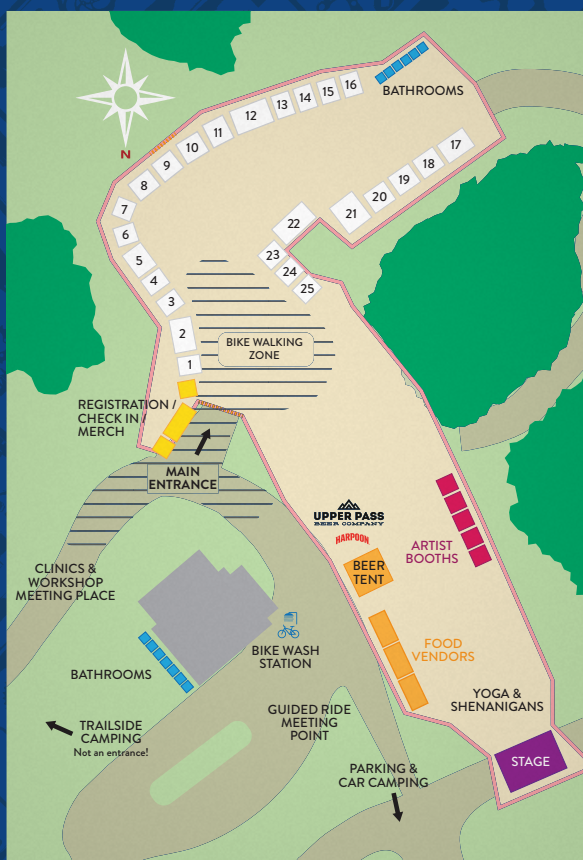 N
BATHROOMS
1
2
3
4
5
6
7
8
9
10
11
12
13
14
15
16
17
18
19
20
21
22
23
24
25
BIKE WALKING
ZONE
REGISTRATION /
CHECK IN /
MERCH
MAIN
ENTRANCE
UPPER PASS
BEER COMPANY
HARPOON
BEER
TENT
ARTIST
BOOTHS
CLINICS &
WORKSHOP
MEETING PLACE
FOOD
VENDORS
BIKE WASH
STATION
BATHROOMS
YOGA &
SHENANIGANS
GUIDED RIDE
MEETING
POINT
TRAILSIDE
CAMPING
Not an entrance!
STAGE
PARKING &
CAR CAMPING